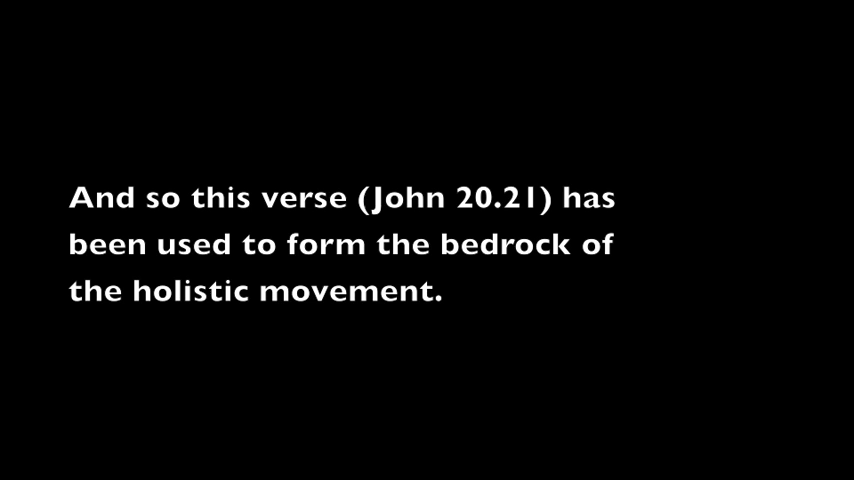 And so this verse (John 20.21) has
been used to form the bedrock of
the holistic movement.